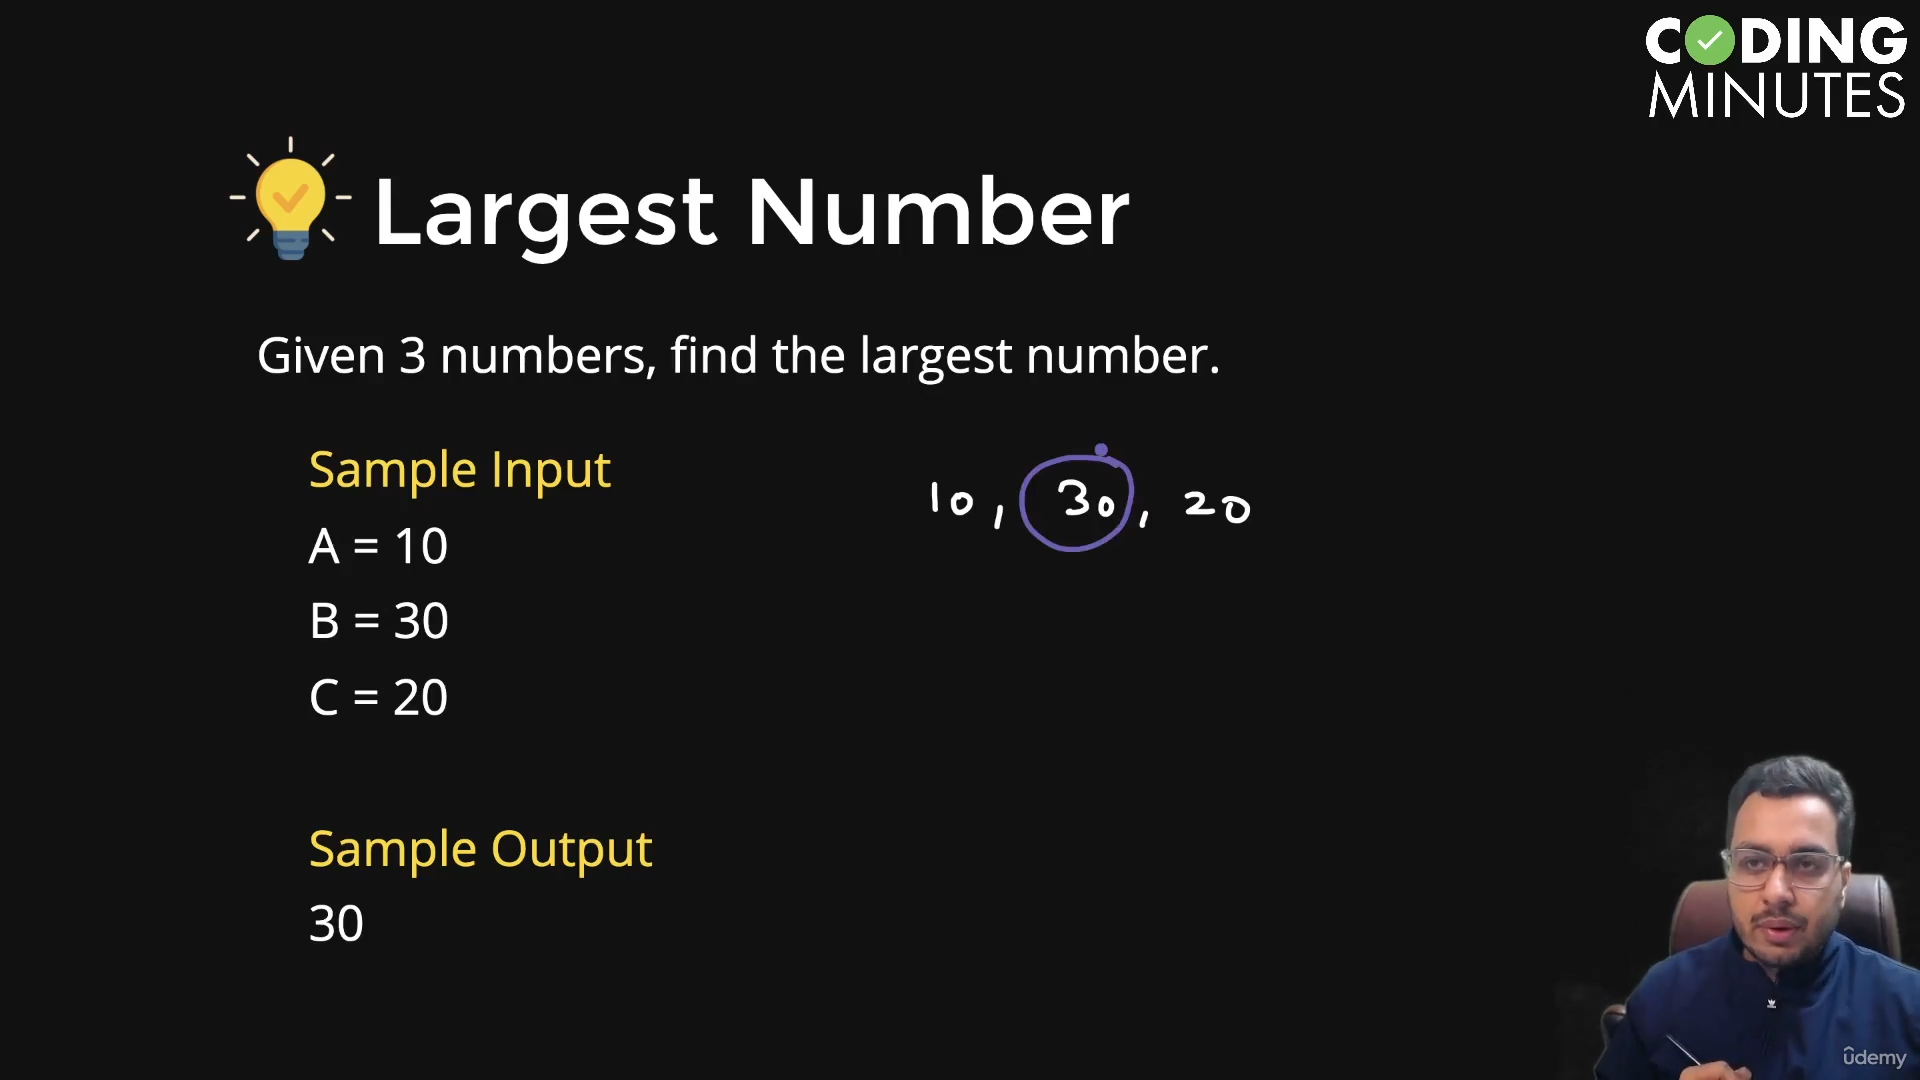 CODING
MINUTES
Largest Number
Given 3 numbers, find the largest number.
Sample Input
A = 10
B = 30
C = 20
10, 30, 20
Sample Output
30
udemy